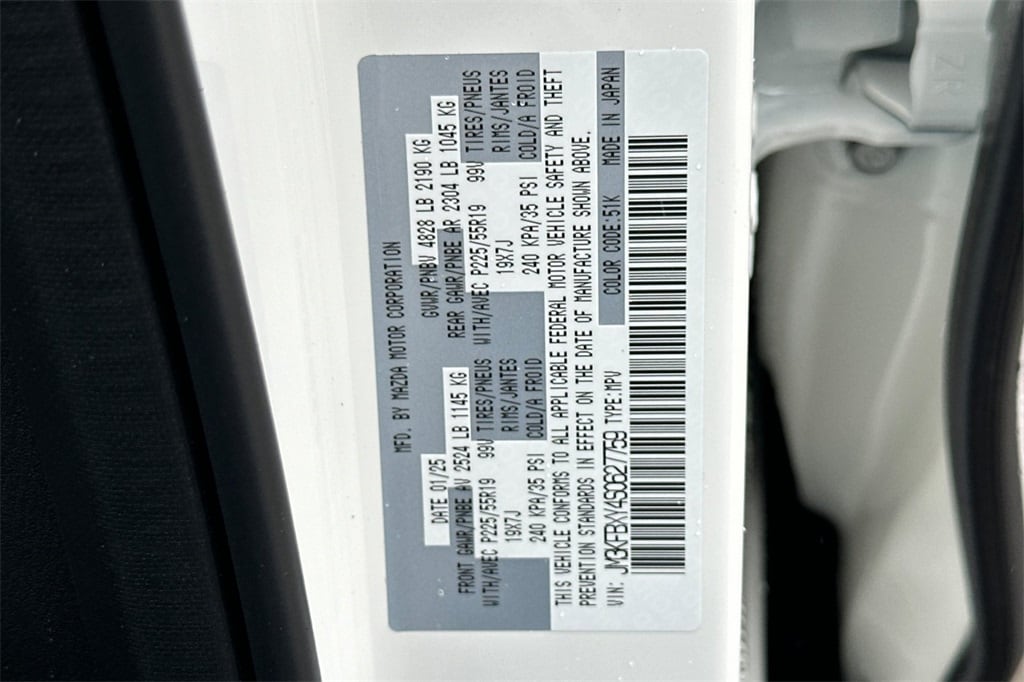 MFD. BY MAZDA MOTOR CORPORATION
DATE 01/25 GVWR/PNBV 4828 LB 2190 KG
FRONT GAWR/PNBE AV 2524 LB 1145 KG REAR GAWR/PNBE AR 2304 LB 1045 KG
WITH/AVEC P225/55R19 99V TIRES/PNEUS WITH/AVEC P225/55R19 99V TIRES/PNEUS
19X7J RIMS/JANTES 19X7J RIMS/JANTES
240 KPA/35 PSI COLD/A FROID 240 KPA/35 PSI COLD/A FROID
THIS VEHICLE CONFORMS TO ALL APPLICABLE FEDERAL MOTOR VEHICLE SAFETY AND THEFT
PREVENTION STANDARDS IN EFFECT ON THE DATE OF MANUFACTURE SHOWN ABOVE.
VIN: JM3KFBXY4S0627759 TYPE:MPV COLOR CODE:51K MADE IN JAPAN
ZR